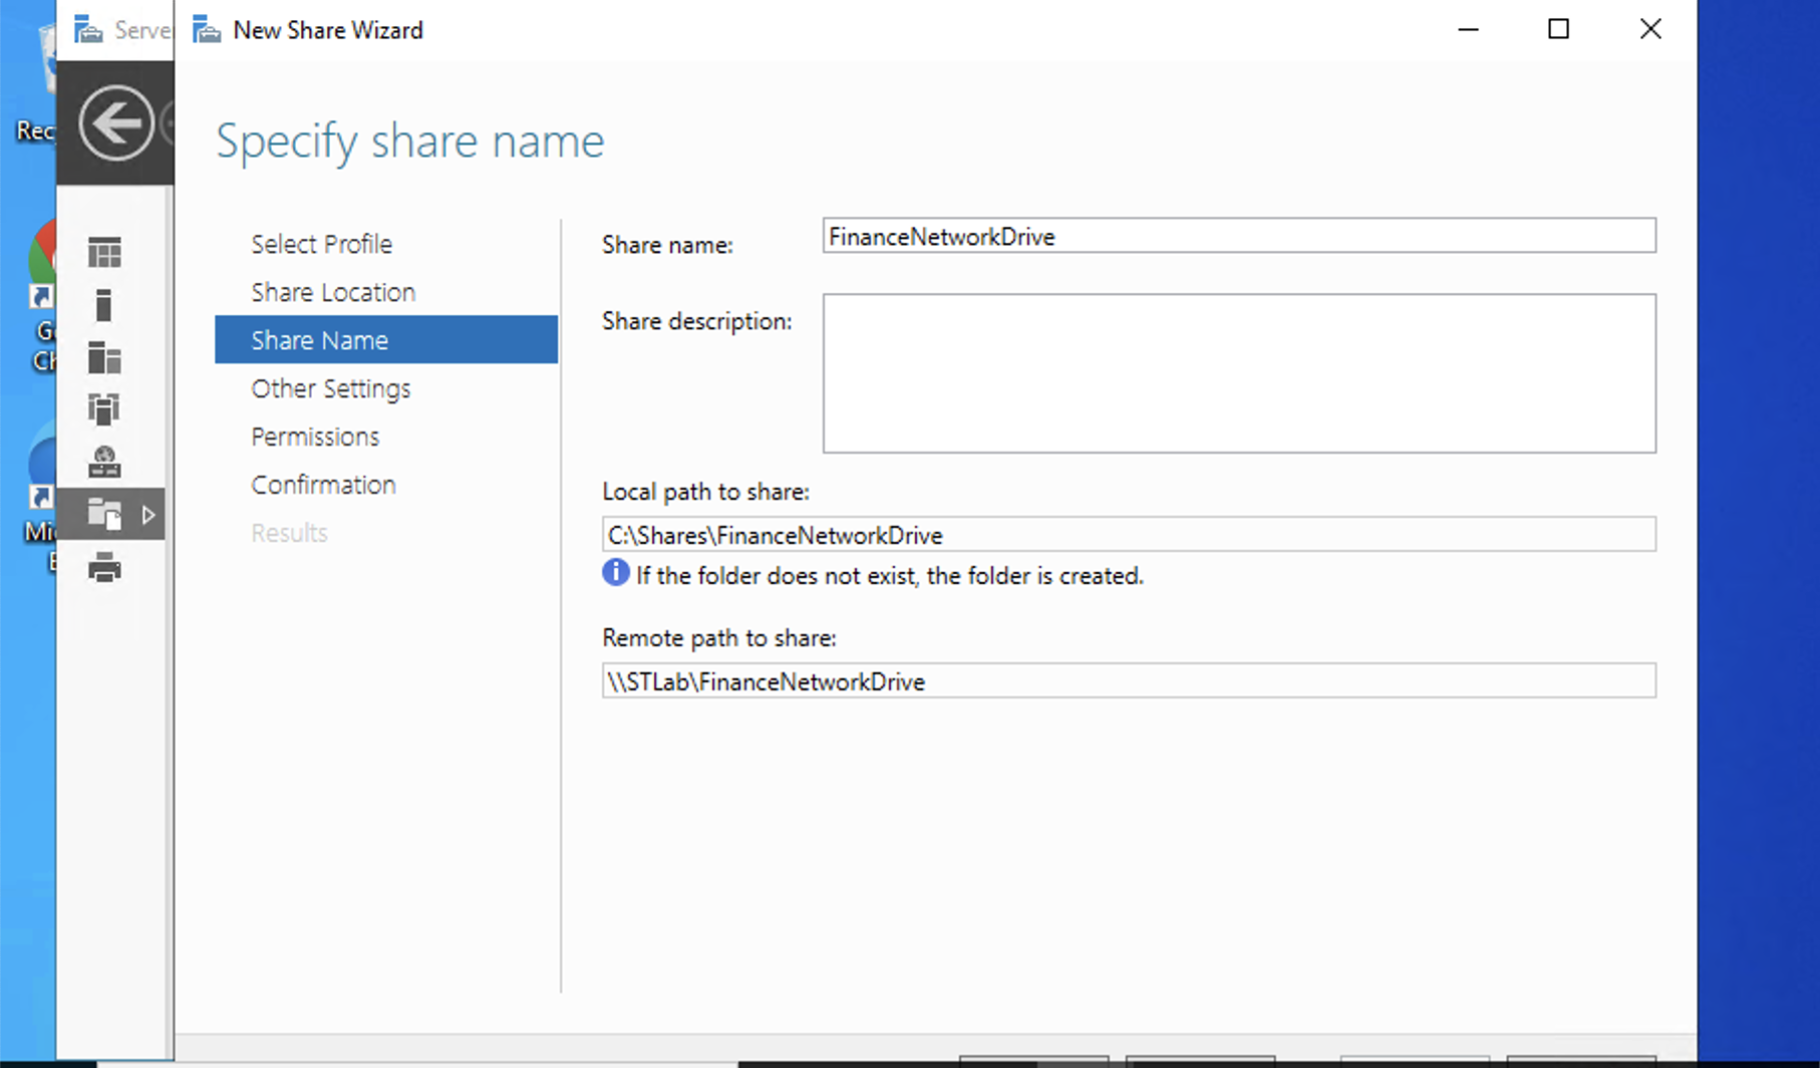 Server
New Share Wizard
Rec
Specify share name
Select Profile
Share Location
Share Name
Other Settings
Permissions
Confirmation
Results
Share name:
FinanceNetworkDrive
Share description:
Local path to share:
C:\Shares\FinanceNetworkDrive
If the folder does not exist, the folder is created.
Remote path to share:
\\STLab\FinanceNetworkDrive
G
Ch
Mi
E